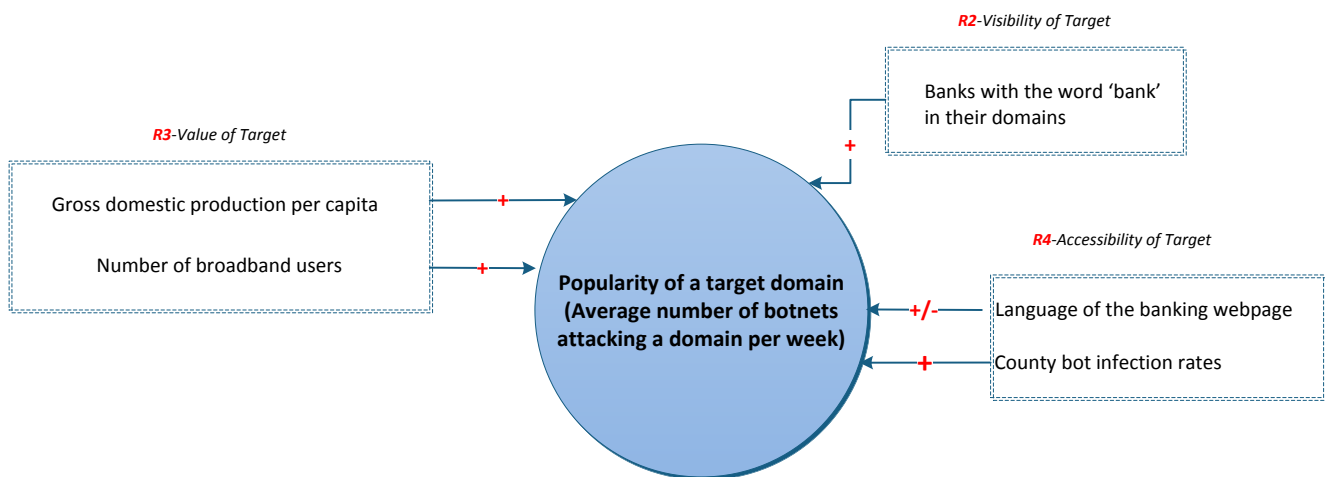 R2-Visibility of Target
Banks with the word ‘bank’
in their domains
+
R3-Value of Target
Gross domestic production per capita
+
Number of broadband users
+
Popularity of a target domain
(Average number of botnets
attacking a domain per week)
R4-Accessibility of Target
+/-
Language of the banking webpage
+
County bot infection rates